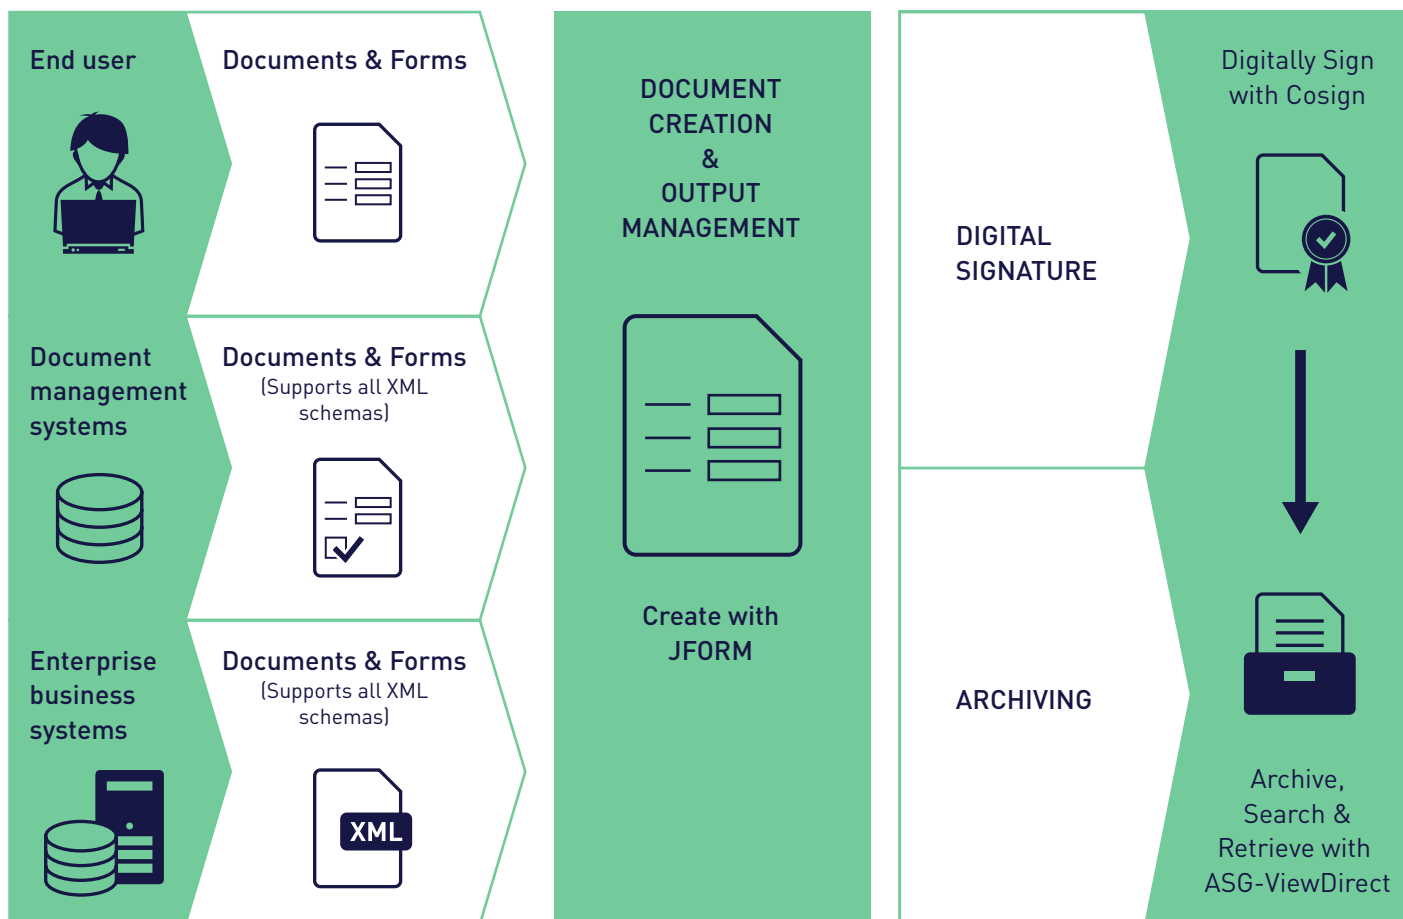 End user
Documents & Forms
Document
management
systems
Documents & Forms
(Supports all XML
schemas)
Enterprise
business
systems
Documents & Forms
(Supports all XML
schemas)
XML
DOCUMENT
CREATION
&
OUTPUT
MANAGEMENT
Create with
JFORM
DIGITAL
SIGNATURE
Digitally Sign
with Cosign
ARCHIVING
Archive,
Search &
Retrieve with
ASG-ViewDirect